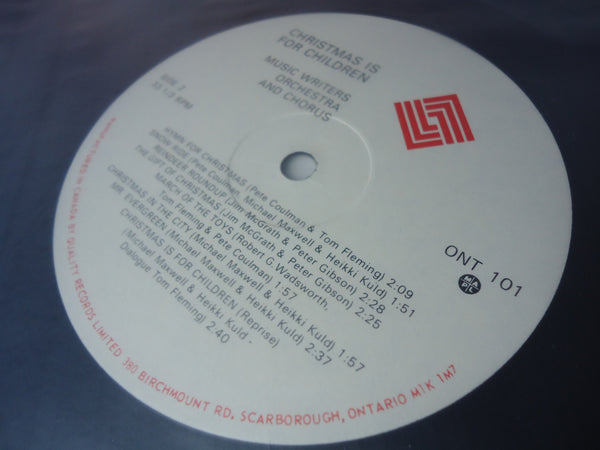 CHRISTMAS IS
FOR CHILDREN
MUSIC WRITERS
ORCHESTRA
AND CHORUS
SIDE 2
33 1/3 RPM
HYMN FOR CHRISTMAS (Pete Coulman & Tom Fleming) 2:09
SNOW RIDE (Pete Coulman, Michael Maxwell & Heikki Kuld) 1:51
REINDEER ROUNDUP (Jim McGrath & Peter Gibson) 2:28
THE GIFT OF CHRISTMAS (Jim McGrath & Peter Gibson) 2:25
MARCH OF THE TOYS (Robert G. Wadsworth,
Tom Fleming & Pete Coulman) 1:57
CHRISTMAS IN THE CITY (Michael Maxwell & Heikki Kuld) 1:57
MR. EVERGREEN (Michael Maxwell & Heikki Kuld) 2:37
CHRISTMAS IS FOR CHILDREN (Reprise)
(Michael Maxwell & Heikki Kuld -
Dialogue Tom Fleming) 2:40
ONT 101
MAPL
MANUFACTURED IN CANADA BY QUALITY RECORDS LIMITED 380 BIRCHMOUNT RD. SCARBOROUGH, ONTARIO M1K 1M7